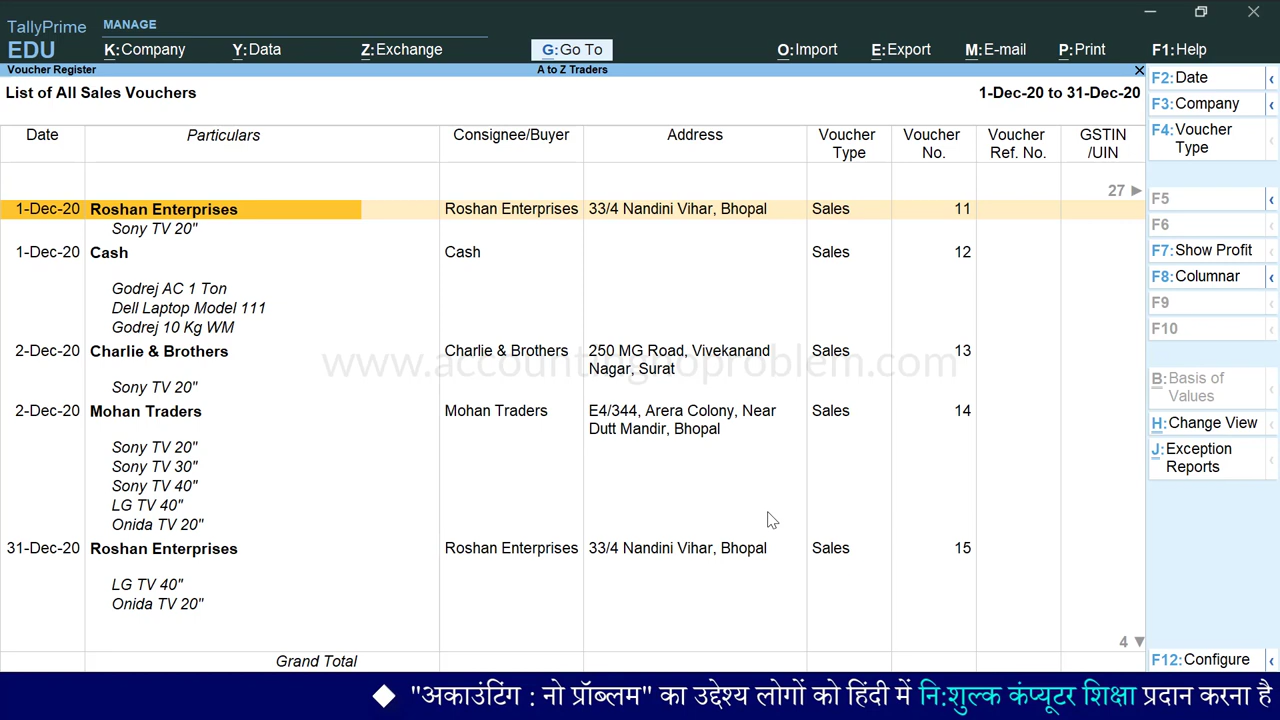 TallyPrime
EDU
MANAGE
K:Company Y:Data Z:Exchange G:Go To O:Import E:Export M:E-mail P:Print F1:Help
Voucher Register A to Z Traders
List of All Sales Vouchers 1-Dec-20 to 31-Dec-20
Date Particulars Consignee/Buyer Address Voucher Type Voucher No. Voucher Ref. No. GSTIN /UIN
27
1-Dec-20 Roshan Enterprises Roshan Enterprises 33/4 Nandini Vihar, Bhopal Sales 11
Sony TV 20"
1-Dec-20 Cash Cash Sales 12
Godrej AC 1 Ton
Dell Laptop Model 111
Godrej 10 Kg WM
2-Dec-20 Charlie & Brothers Charlie & Brothers 250 MG Road, Vivekanand Sales 13
Nagar, Surat
Sony TV 20"
2-Dec-20 Mohan Traders Mohan Traders E4/344, Arera Colony, Near Sales 14
Dutt Mandir, Bhopal
Sony TV 20"
Sony TV 30"
Sony TV 40"
LG TV 40"
Onida TV 20"
31-Dec-20 Roshan Enterprises Roshan Enterprises 33/4 Nandini Vihar, Bhopal Sales 15
LG TV 40"
Onida TV 20"
4
Grand Total
www.accountingnoproblem.com
F2:Date
F3:Company
F4:Voucher
Type
F5
F6
F7:Show Profit
F8:Columnar
F9
F10
B:Basis of
Values
H:Change View
J:Exception
Reports
F12:Configure
"अकाउंटिंग : नो प्रॉब्लम" का उद्देश्य लोगों को हिंदी में नि:शुल्क कंप्यूटर शिक्षा प्रदान करना है